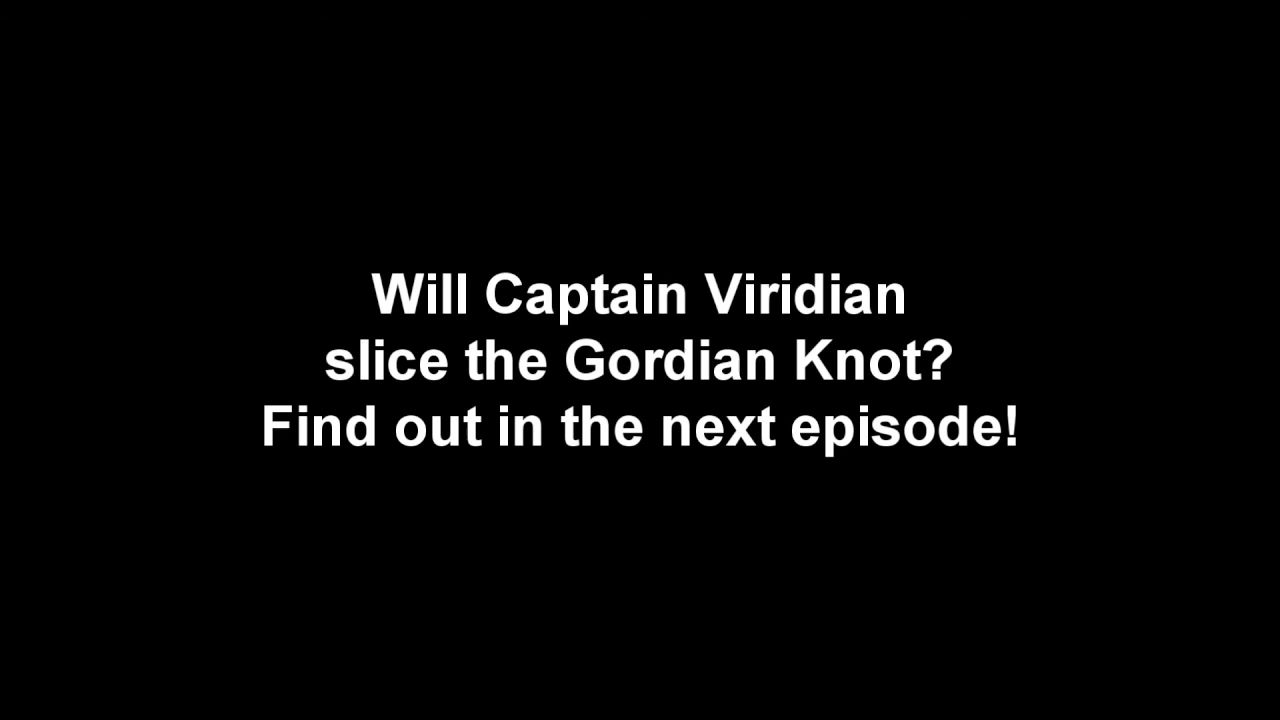 Will Captain Viridian
slice the Gordian Knot?
Find out in the next episode!